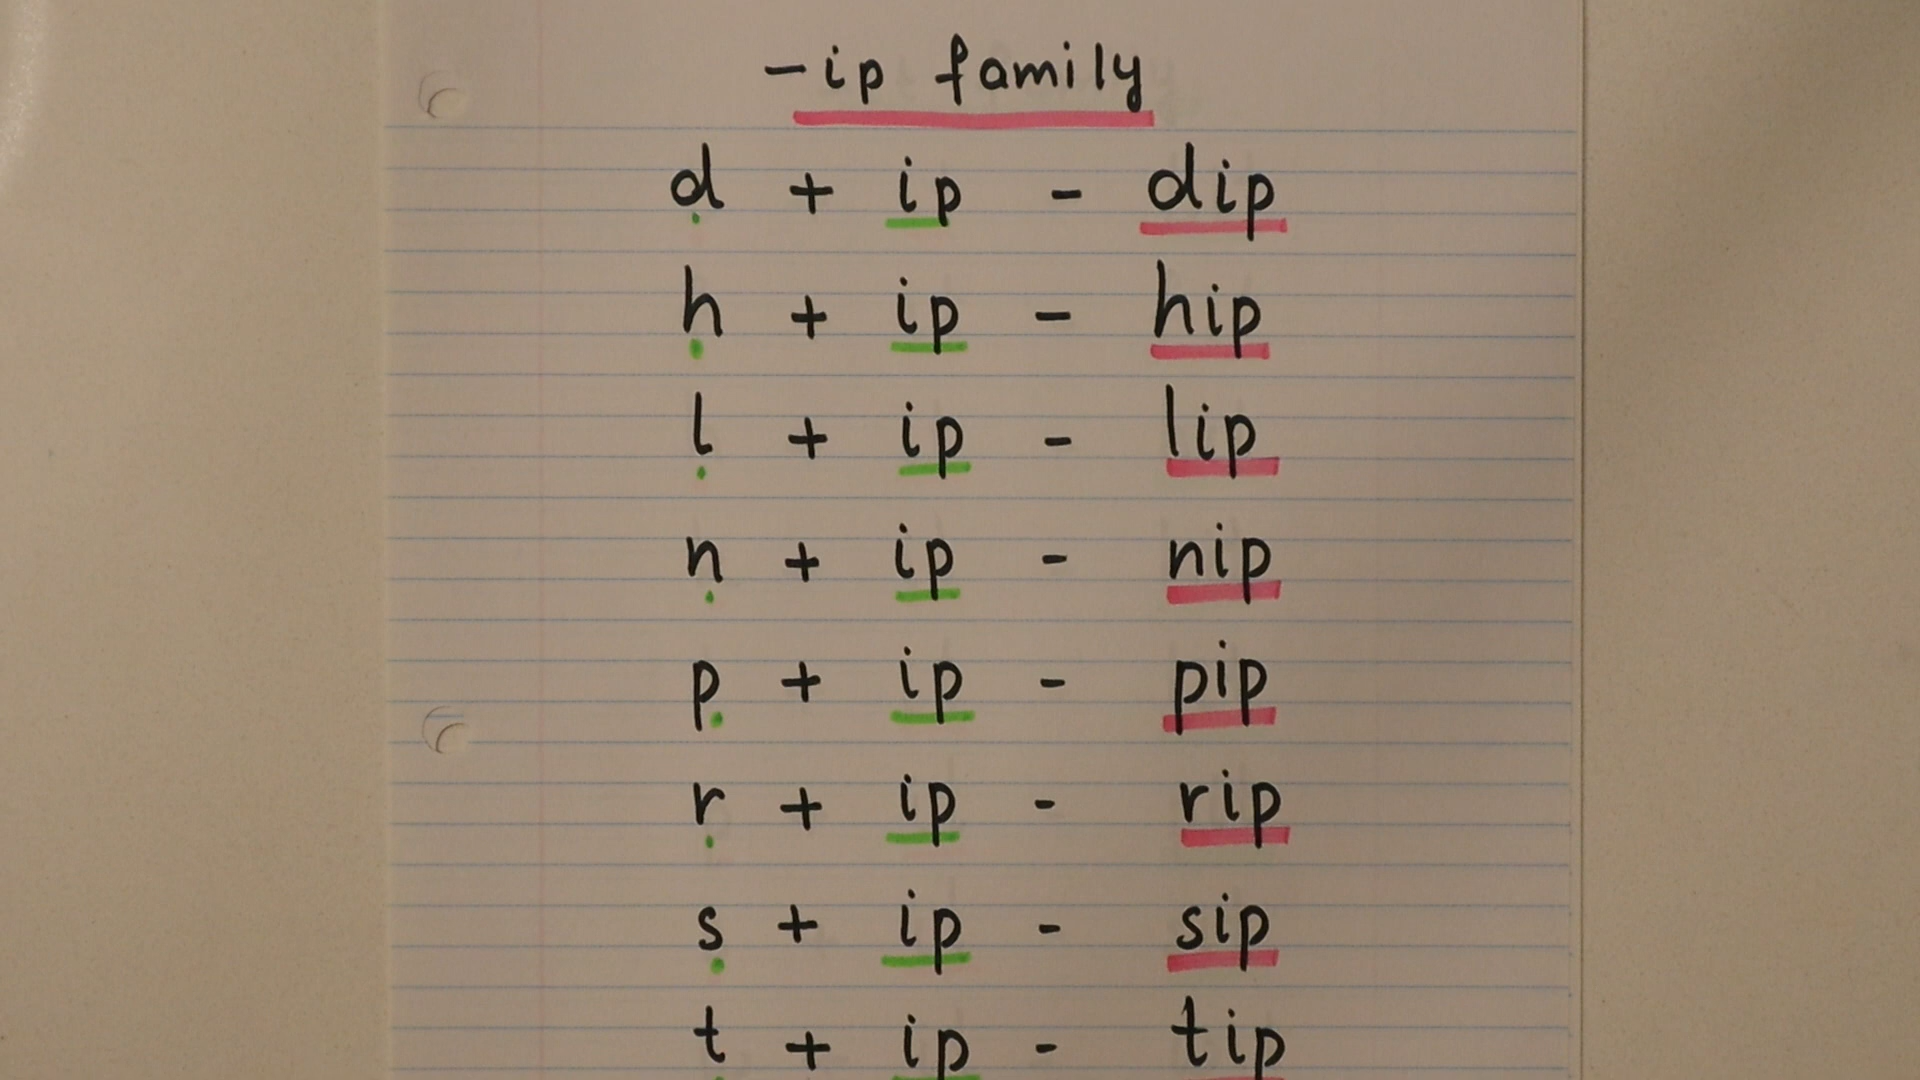 -ip family
d + ip - dip
h + ip - hip
l + ip - lip
n + ip - nip
p + ip - pip
r + ip - rip
s + ip - sip
t + ip - tip